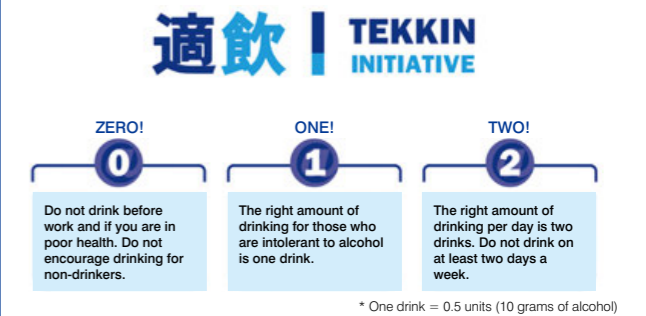 適飲 TEKKIN
INITIATIVE
ZERO!
0
Do not drink before
work and if you are in
poor health. Do not
encourage drinking for
non-drinkers.
ONE!
1
The right amount of
drinking for those who
are intolerant to alcohol
is one drink.
TWO!
2
The right amount of
drinking per day is two
drinks. Do not drink on
at least two days a
week.
* One drink = 0.5 units (10 grams of alcohol)